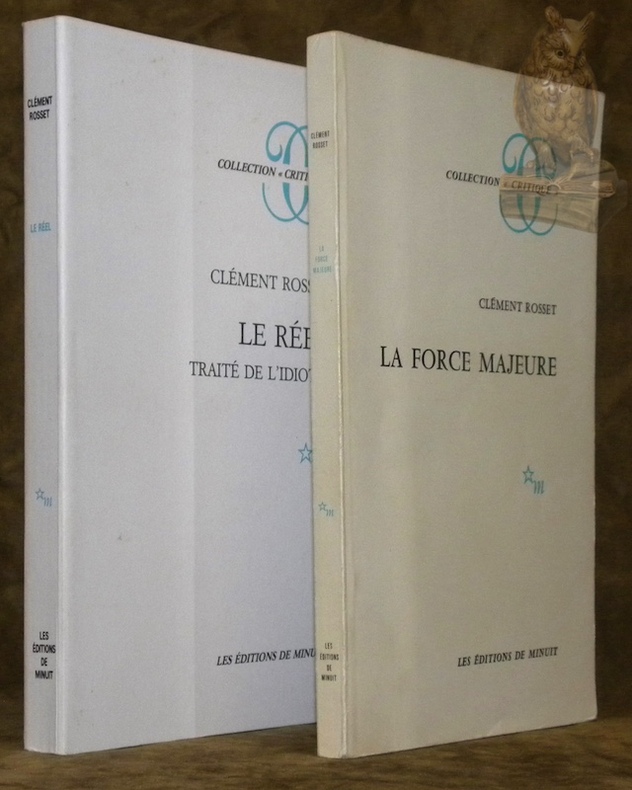 CLÉMENT
ROSSET
LE RÉEL
m
LES
ÉDITIONS
DE
MINUIT
COLLECTION « CRITI
CLÉMENT ROSS
LE RÉE
TRAITÉ DE L'IDIOT
LES ÉDITIONS DE MINU
CLÉMENT
ROSSET
LA
FORCE
MAJEURE
m
LES
ÉDITIONS
DE
MINUIT
COLLECTION « CRITIQUE »
CLÉMENT ROSSET
LA FORCE MAJEURE
m
LES ÉDITIONS DE MINUIT